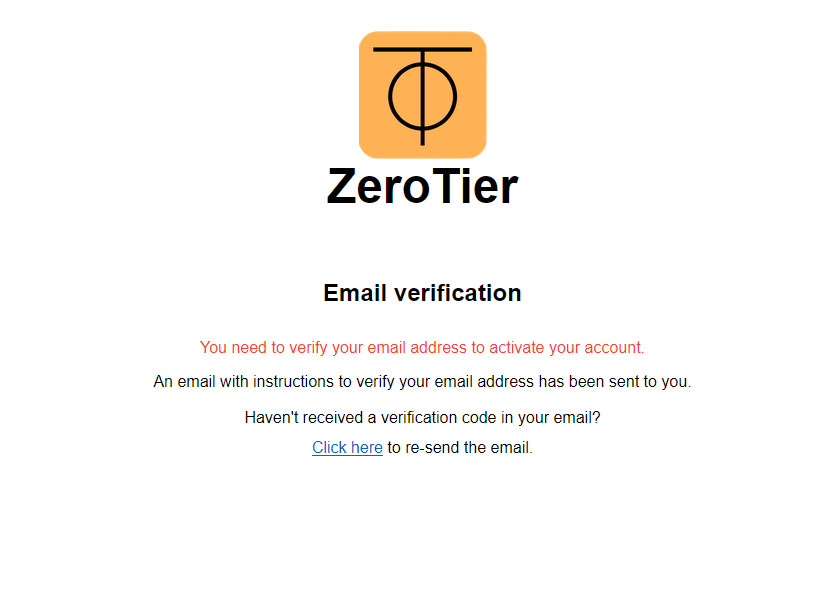 ZeroTier
Email verification
You need to verify your email address to activate your account.
An email with instructions to verify your email address has been sent to you.
Haven't received a verification code in your email?
Click here to re-send the email.